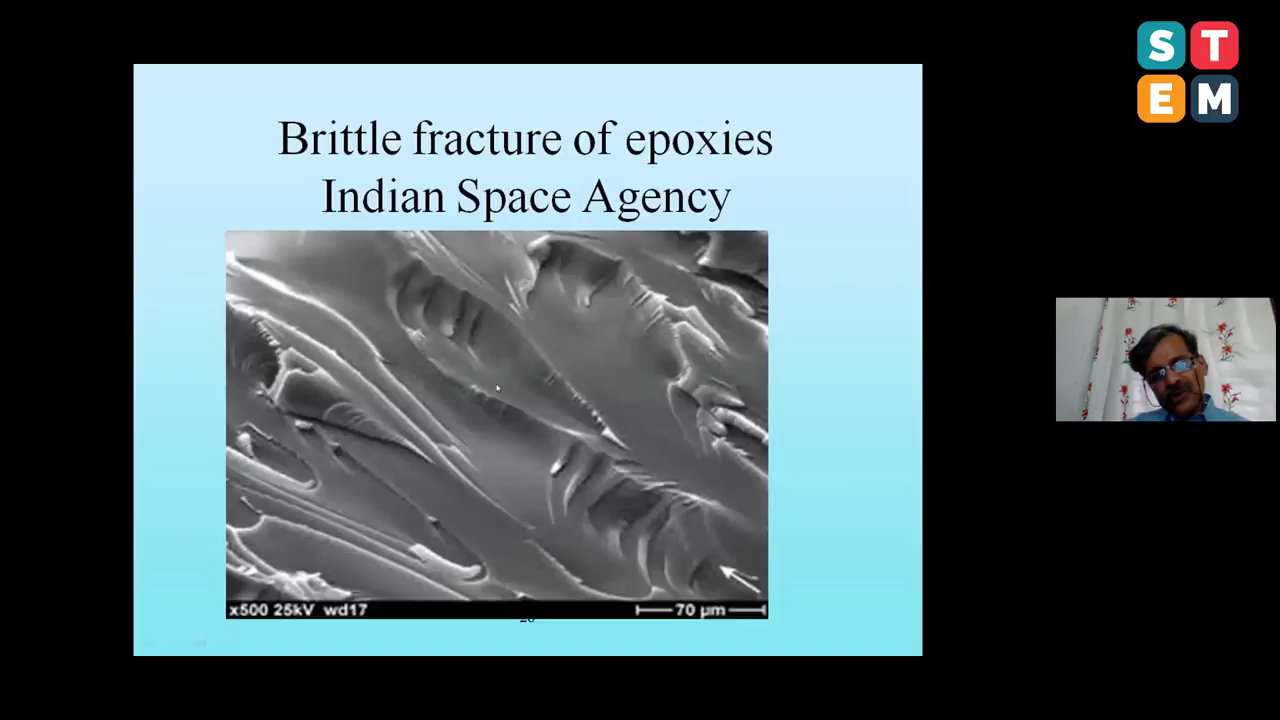 S T
E M
Brittle fracture of epoxies
Indian Space Agency
x500 25kV wd17 70 µm